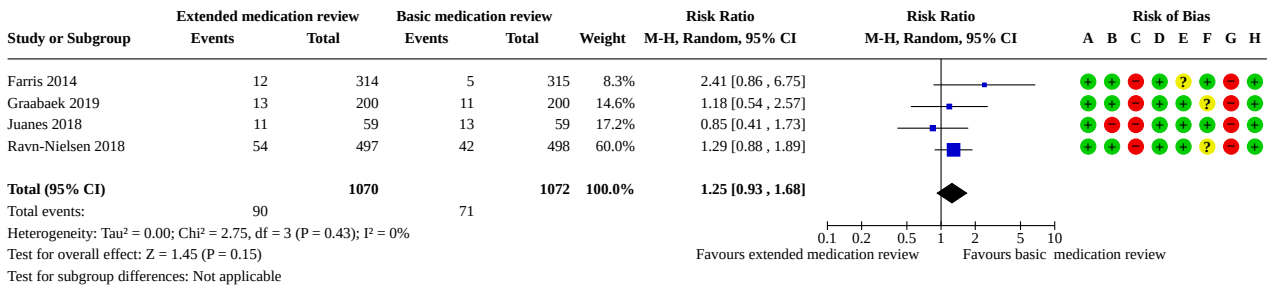 Extended medication review Basic medication review Risk Ratio Risk Ratio Risk of Bias
Study or Subgroup Events Total Events Total Weight M-H, Random, 95% CI M-H, Random, 95% CI A B C D E F G H
Farris 2014 12 314 5 315 8.3% 2.41 [0.86 , 6.75] + + − + ? + − +
Graabaek 2019 13 200 11 200 14.6% 1.18 [0.54 , 2.57] + + − + + ? − +
Juanes 2018 11 59 13 59 17.2% 0.85 [0.41 , 1.73] + − − + + + − +
Ravn-Nielsen 2018 54 497 42 498 60.0% 1.29 [0.88 , 1.89] + + − + + ? − +
Total (95% CI) 1070 1072 100.0% 1.25 [0.93 , 1.68]
Total events: 90 71
Heterogeneity: Tau² = 0.00; Chi² = 2.75, df = 3 (P = 0.43); I² = 0%
0.1 0.2 0.5 1 2 5 10
Test for overall effect: Z = 1.45 (P = 0.15) Favours extended medication review Favours basic medication review
Test for subgroup differences: Not applicable